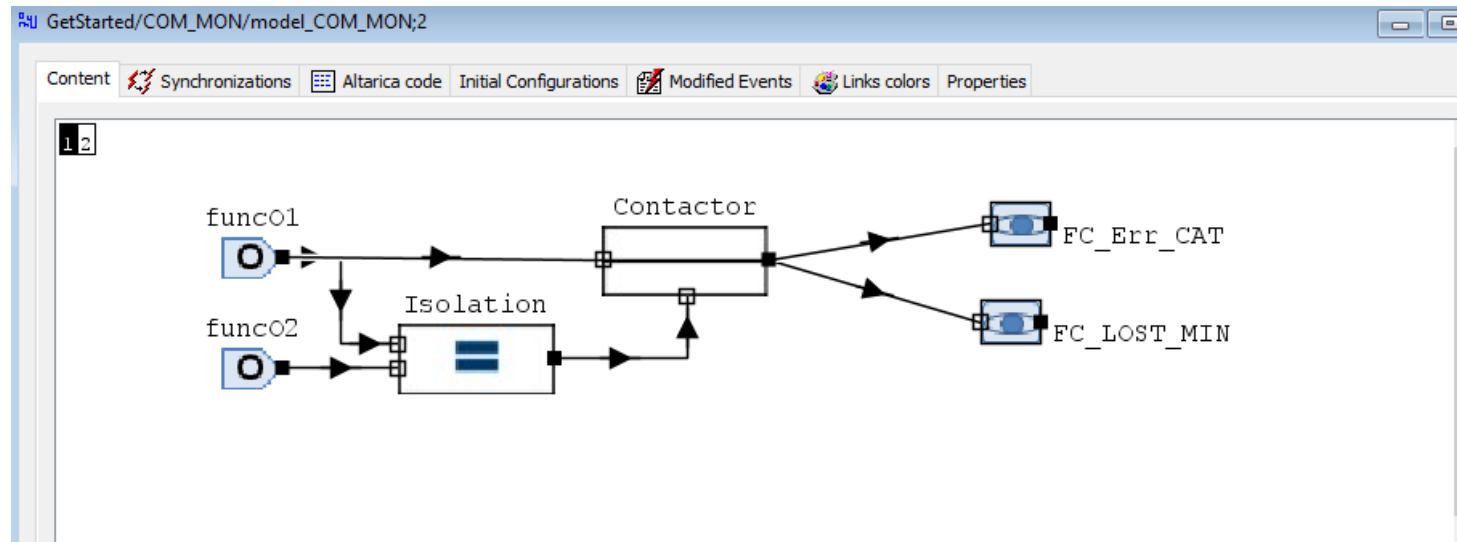 GetStarted/COM_MON/model_COM_MON;2
Content Synchronizations Altarica code Initial Configurations Modified Events Links colors Properties
1 2
funcO1
Contactor
FC_Err_CAT
Isolation
funcO2
FC_LOST_MIN